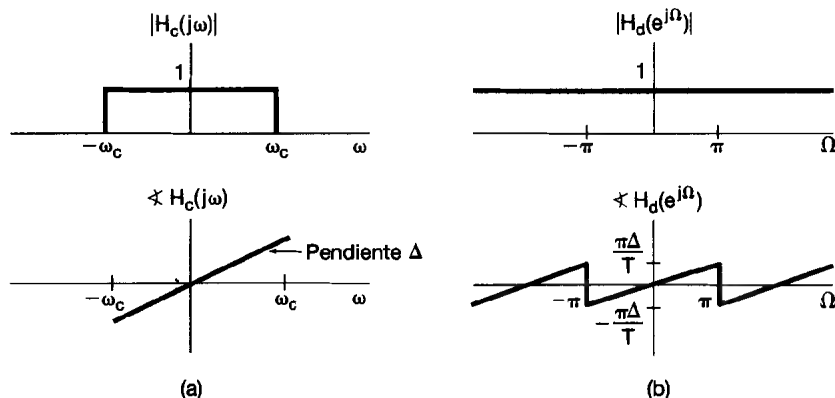 |H_c(jω)|
1
−ω_c
ω_c
ω
∢ H_c(jω)
Pendiente Δ
−ω_c
ω_c
ω
(a)
|H_d(e^{jΩ})|
1
−π
π
Ω
∢ H_d(e^{jΩ})
πΔ/T
−π
π
Ω
−πΔ/T
(b)